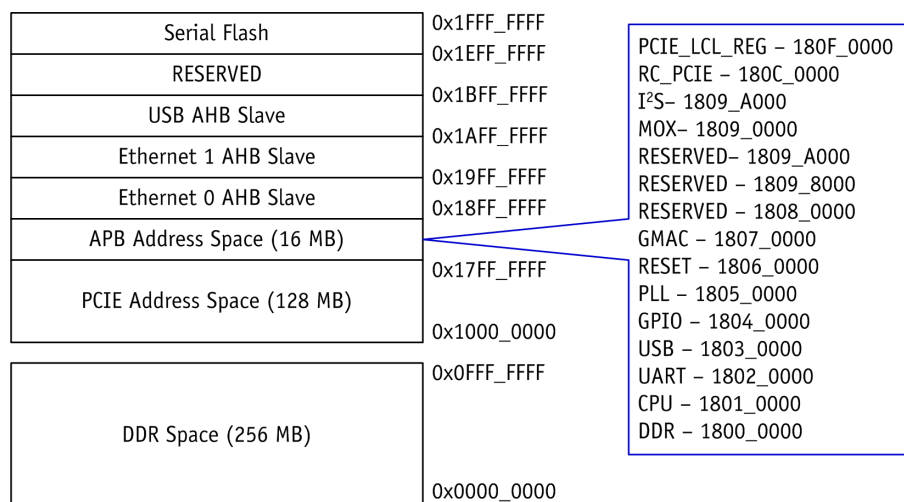 Serial Flash
0x1FFF_FFFF
0x1EFF_FFFF
RESERVED
0x1BFF_FFFF
USB AHB Slave
0x1AFF_FFFF
Ethernet 1 AHB Slave
0x19FF_FFFF
Ethernet 0 AHB Slave
0x18FF_FFFF
APB Address Space (16 MB)
0x17FF_FFFF
PCIE Address Space (128 MB)
0x1000_0000
0x0FFF_FFFF
DDR Space (256 MB)
0x0000_0000
PCIE_LCL_REG – 180F_0000
RC_PCIE – 180C_0000
I²S– 1809_A000
MOX– 1809_0000
RESERVED– 1809_A000
RESERVED – 1809_8000
RESERVED – 1808_0000
GMAC – 1807_0000
RESET – 1806_0000
PLL – 1805_0000
GPIO – 1804_0000
USB – 1803_0000
UART – 1802_0000
CPU – 1801_0000
DDR – 1800_0000